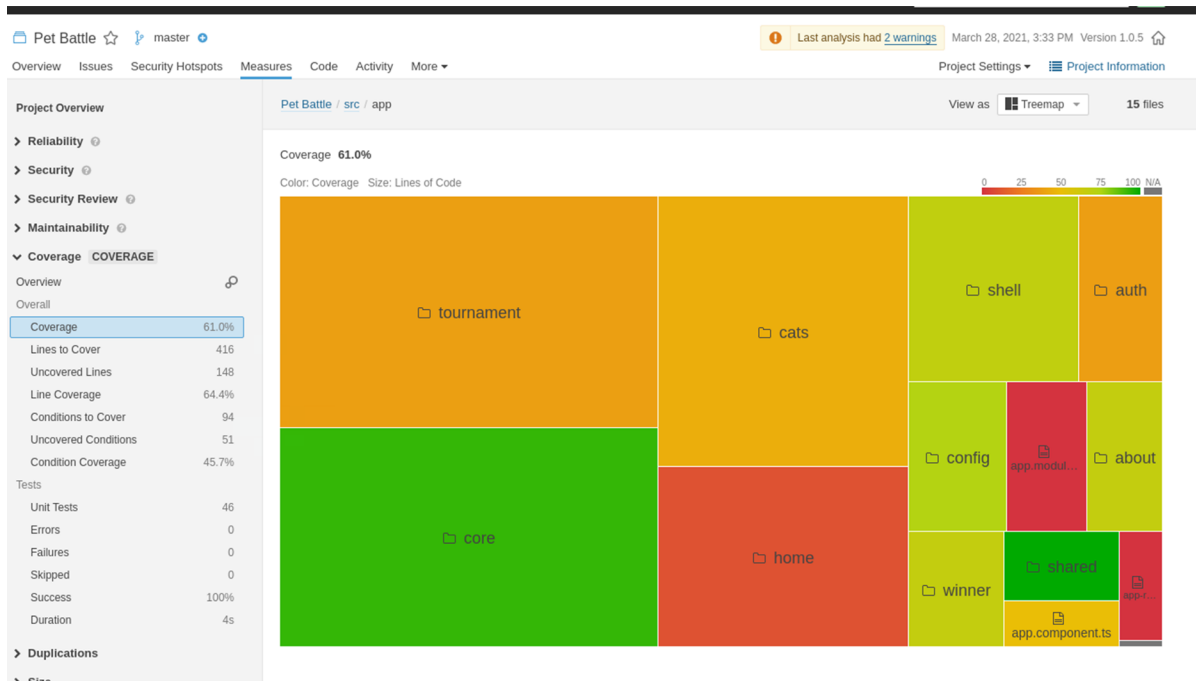 Pet Battle master
Last analysis had 2 warnings March 28, 2021, 3:33 PM Version 1.0.5
Overview Issues Security Hotspots Measures Code Activity More
Project Settings Project Information
Project Overview
Pet Battle / src / app
View as Treemap 15 files
Reliability
Security
Security Review
Maintainability
Coverage COVERAGE
Overview
Overall
Coverage 61.0%
Lines to Cover 416
Uncovered Lines 148
Line Coverage 64.4%
Conditions to Cover 94
Uncovered Conditions 51
Condition Coverage 45.7%
Tests
Unit Tests 46
Errors 0
Failures 0
Skipped 0
Success 100%
Duration 4s
Duplications
Size
Coverage 61.0%
Color: Coverage Size: Lines of Code
0 25 50 75 100 N/A
tournament
cats
shell
auth
core
home
config
app.modul...
about
winner
shared
app-r...
app.component.ts